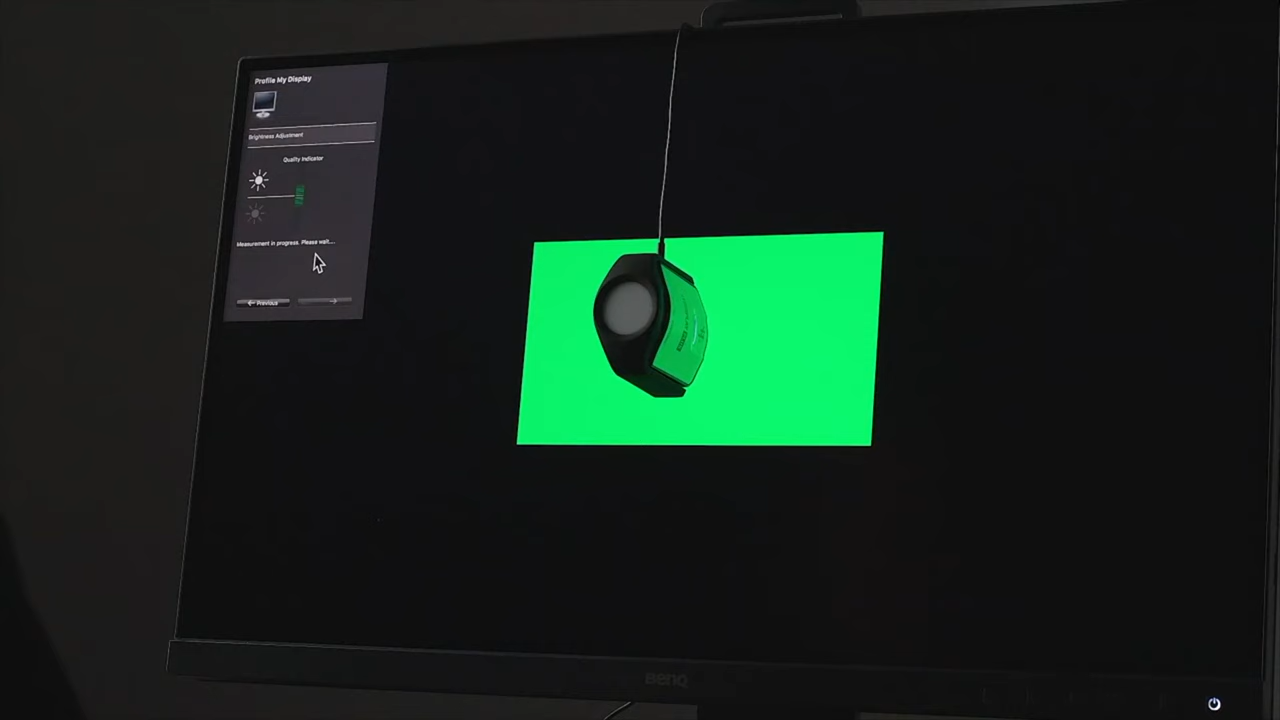 Profile My Display
Brightness Adjustment
Quality Indicator
Measurement in progress. Please wait....
Previous
BenQ